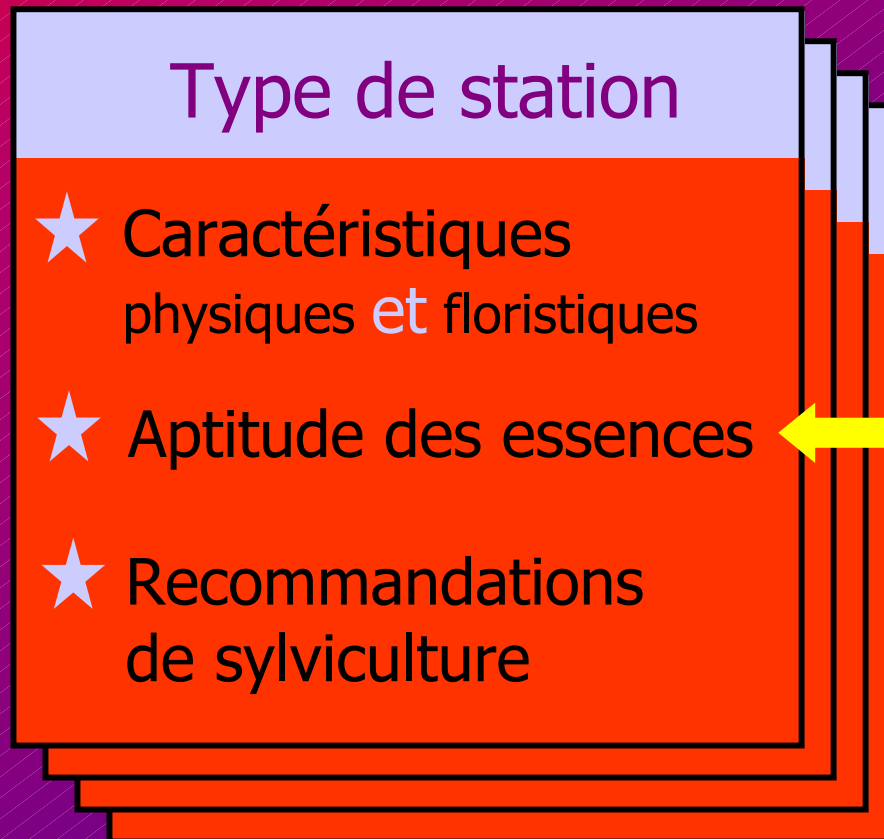 Type de station
Caractéristiques
physiques et floristiques
Aptitude des essences
Recommandations
de sylviculture